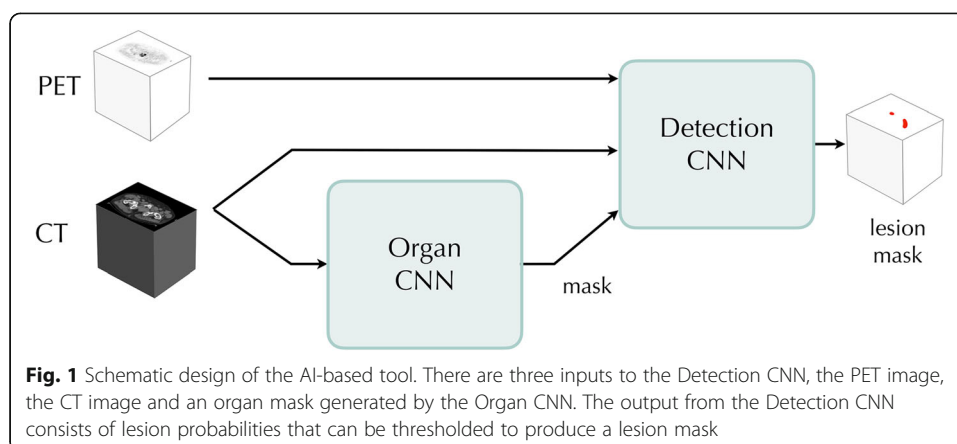 PET
CT
Organ
CNN
mask
Detection
CNN
lesion
mask
Fig. 1 Schematic design of the AI-based tool. There are three inputs to the Detection CNN, the PET image,
the CT image and an organ mask generated by the Organ CNN. The output from the Detection CNN
consists of lesion probabilities that can be thresholded to produce a lesion mask